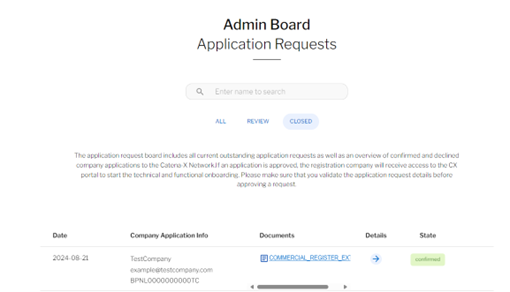 Admin Board
Application Requests
Enter name to search
ALL REVIEW CLOSED
The application request board includes all current outstanding application requests as well as an overview of confirmed and declined
company applications to the Catena-X Network.If an application is approved, the registration company will receive access to the CX
portal to start the technical and functional onboarding. Please make sure that you validate the application request details before
approving a request.
Date Company Application Info Documents Details State
2024-08-21 TestCompany COMMERCIAL_REGISTER_EXT confirmed
example@testcompany.com
BPNL0000000000TC